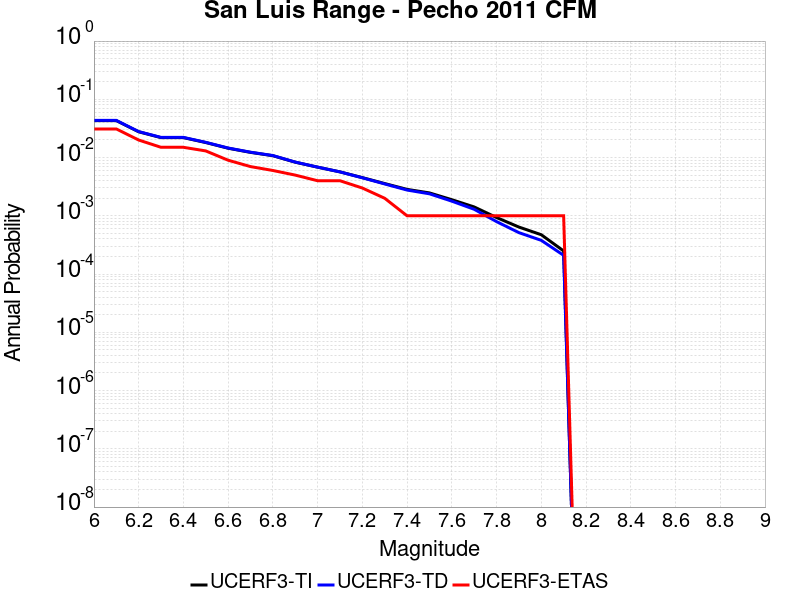 San Luis Range - Pecho 2011 CFM
10^0
10^-1
10^-2
10^-3
10^-4
10^-5
10^-6
10^-7
10^-8
Annual Probability
6 6.2 6.4 6.6 6.8 7 7.2 7.4 7.6 7.8 8 8.2 8.4 8.6 8.8 9
Magnitude
UCERF3-TI UCERF3-TD UCERF3-ETAS